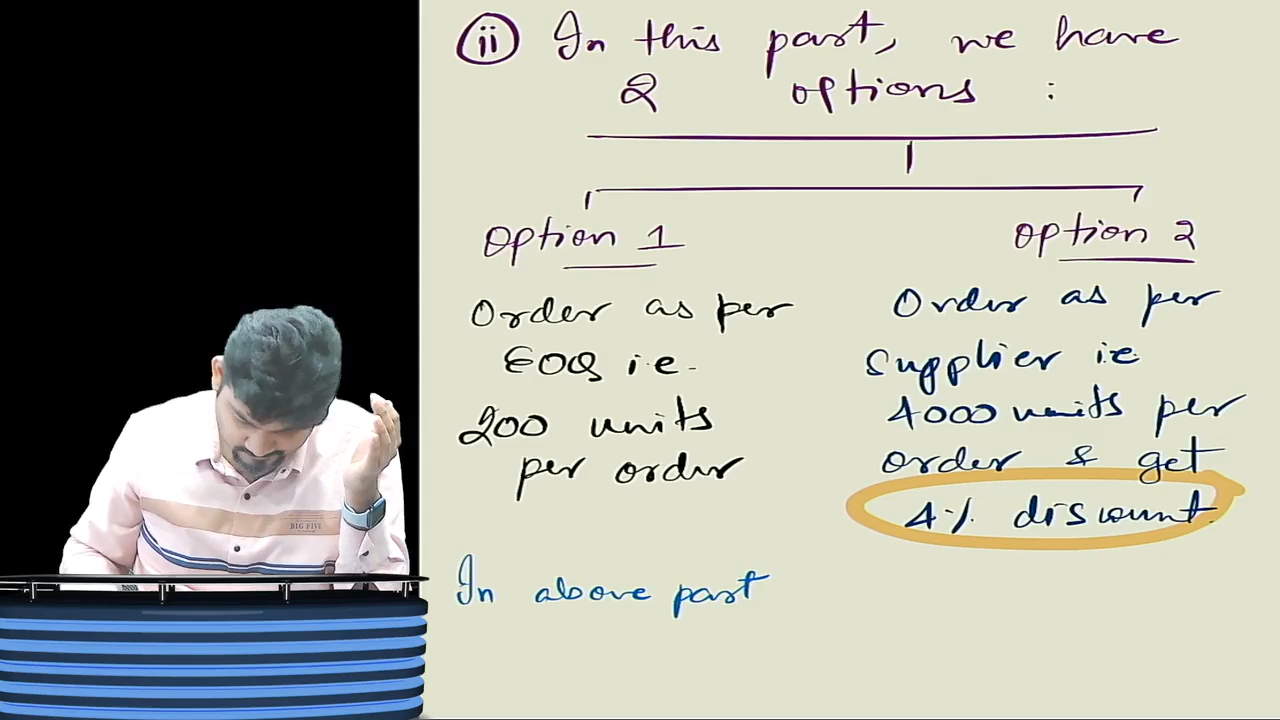 ii In this part, we have
2 options :
Option 1
Order as per
EOQ i.e.
200 units
per order
Option 2
Order as per
supplier i.e
4000 units per
order & get
4% discount.
In above part
BIG FIVE